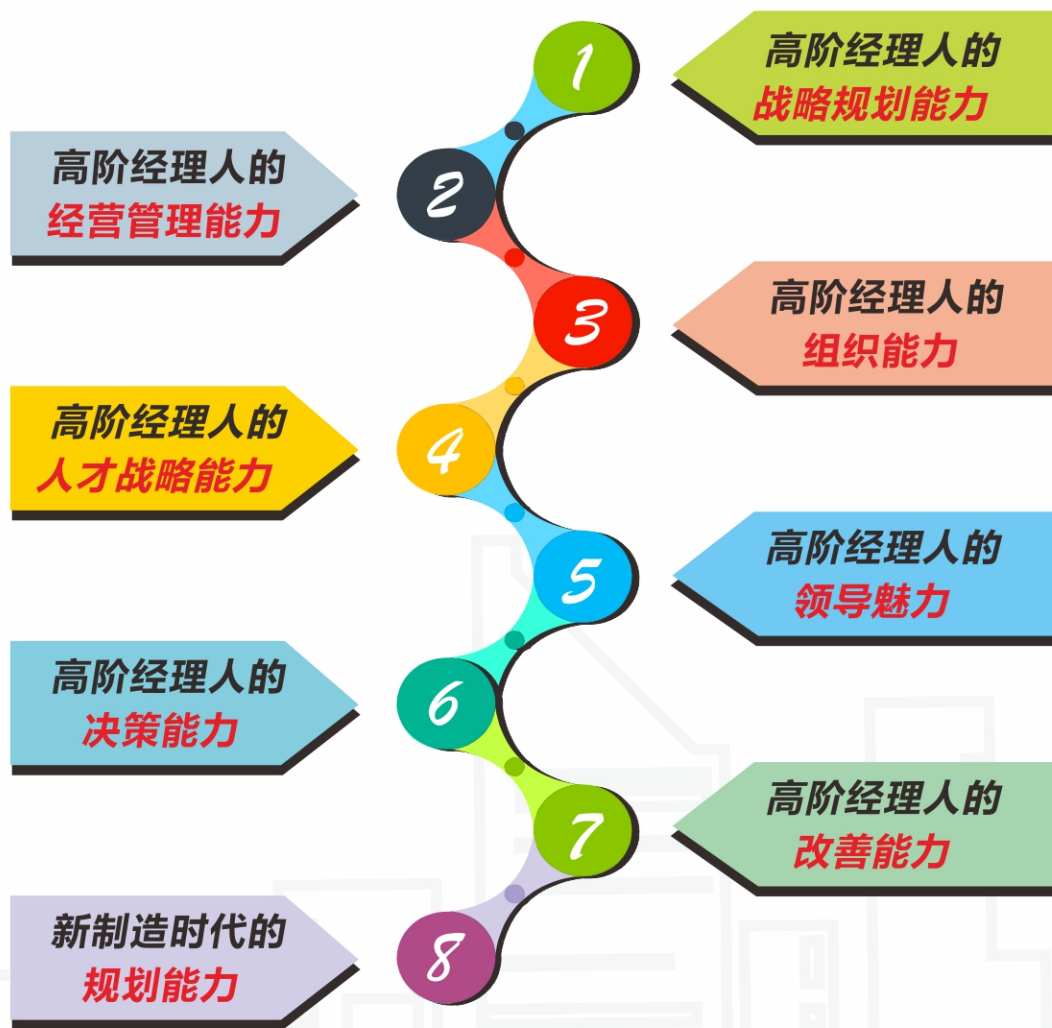 1
高阶经理人的
战略规划能力
2
高阶经理人的
经营管理能力
3
高阶经理人的
组织能力
4
高阶经理人的
人才战略能力
5
高阶经理人的
领导魅力
6
高阶经理人的
决策能力
7
高阶经理人的
改善能力
8
新制造时代的
规划能力